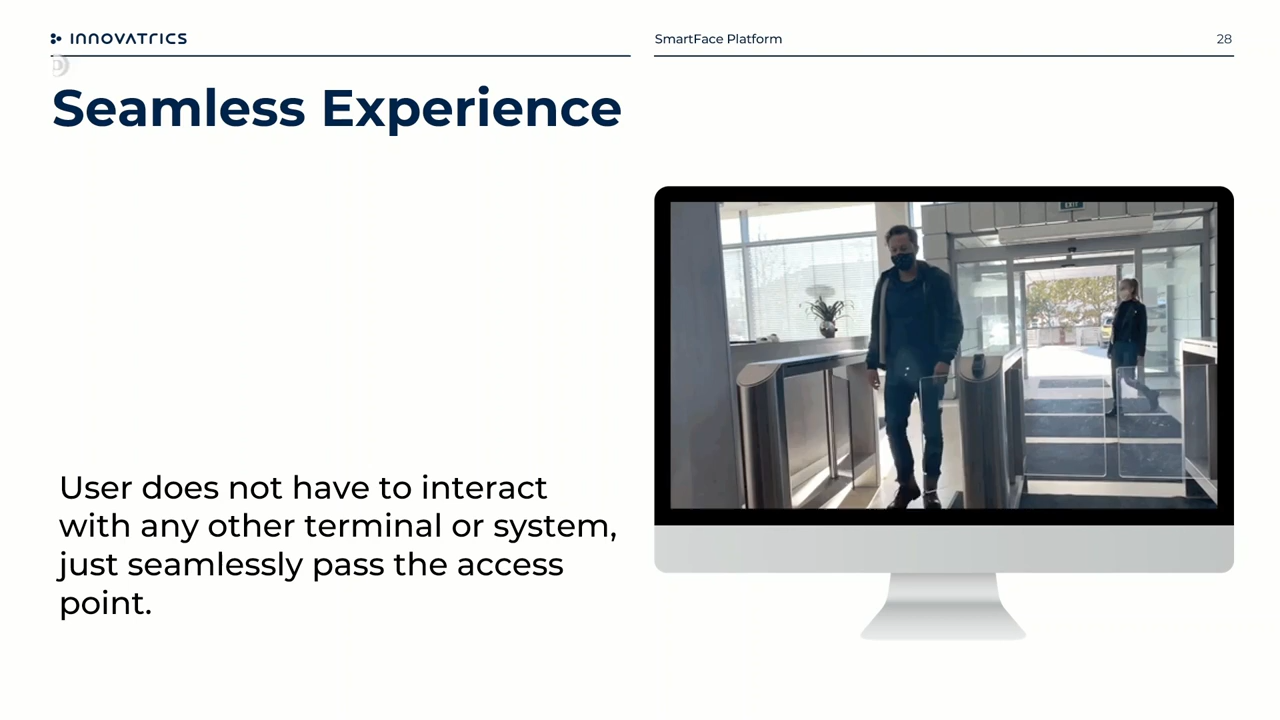 INNOVATRICS
SmartFace Platform
28
Seamless Experience
EXIT
User does not have to interact
with any other terminal or system,
just seamlessly pass the access
point.